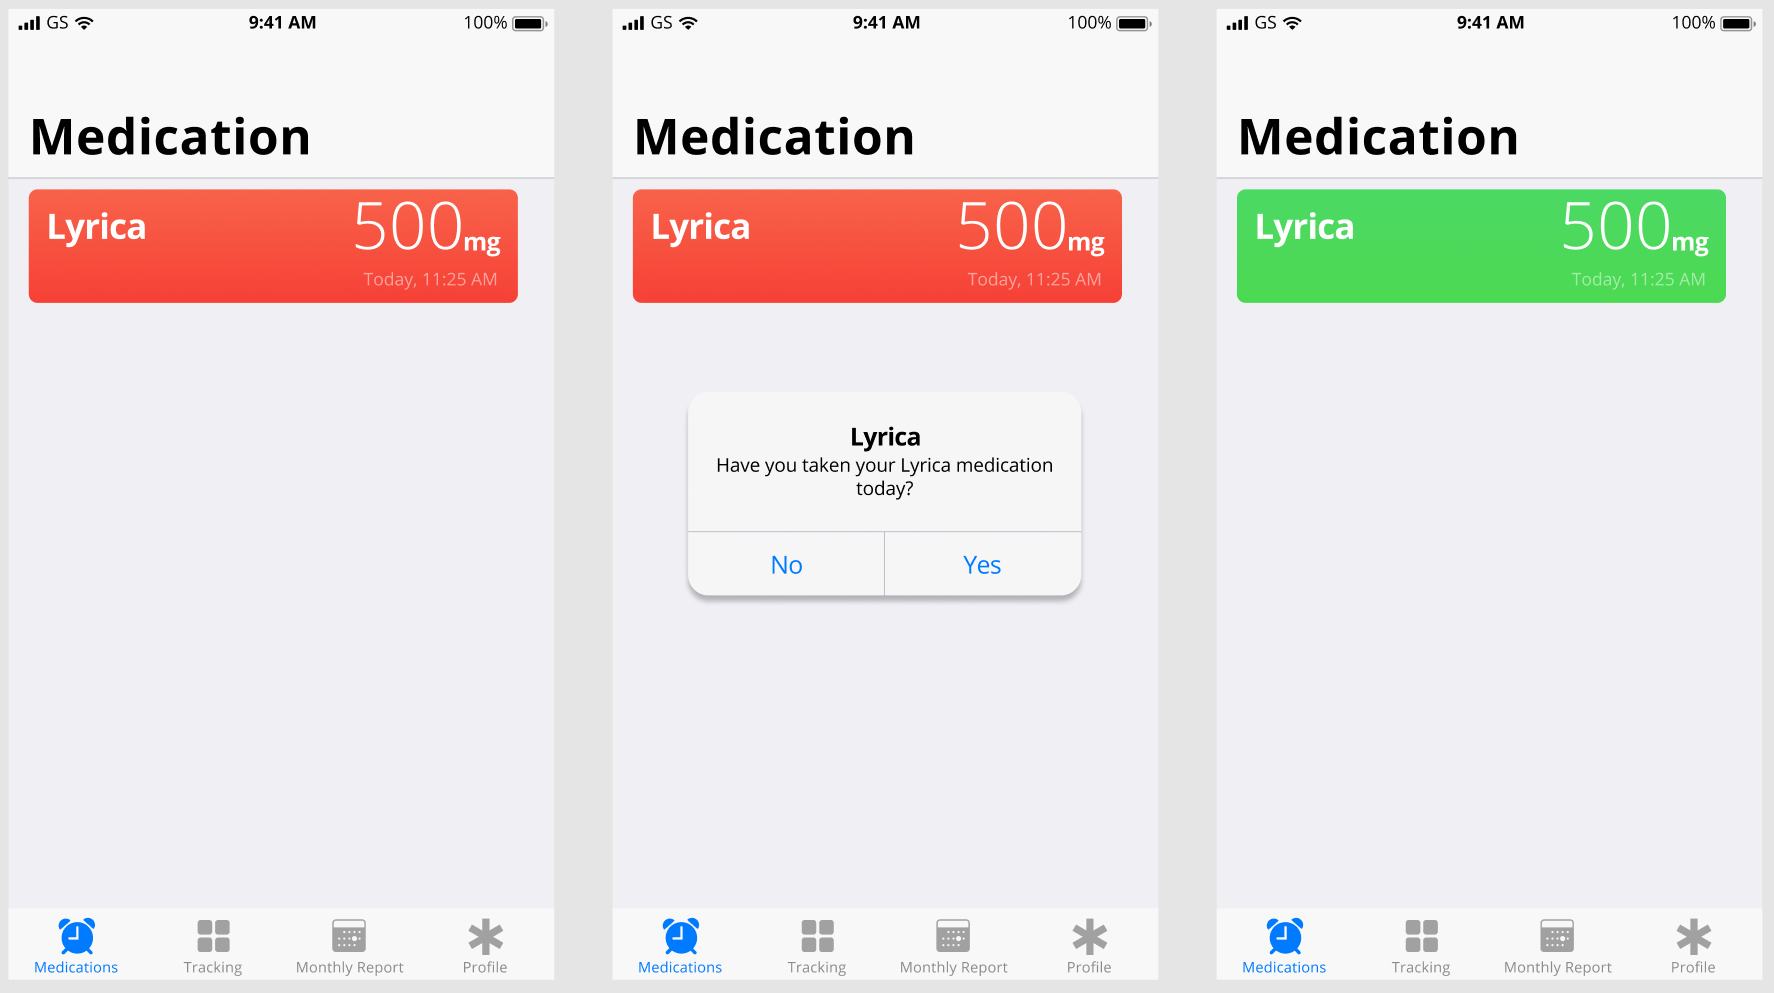 GS 9:41 AM 100%
Medication
Lyrica 500mg
Today, 11:25 AM
Medications Tracking Monthly Report Profile
GS 9:41 AM 100%
Medication
Lyrica 500mg
Today, 11:25 AM
Lyrica
Have you taken your Lyrica medication
today?
No Yes
Medications Tracking Monthly Report Profile
GS 9:41 AM 100%
Medication
Lyrica 500mg
Today, 11:25 AM
Medications Tracking Monthly Report Profile